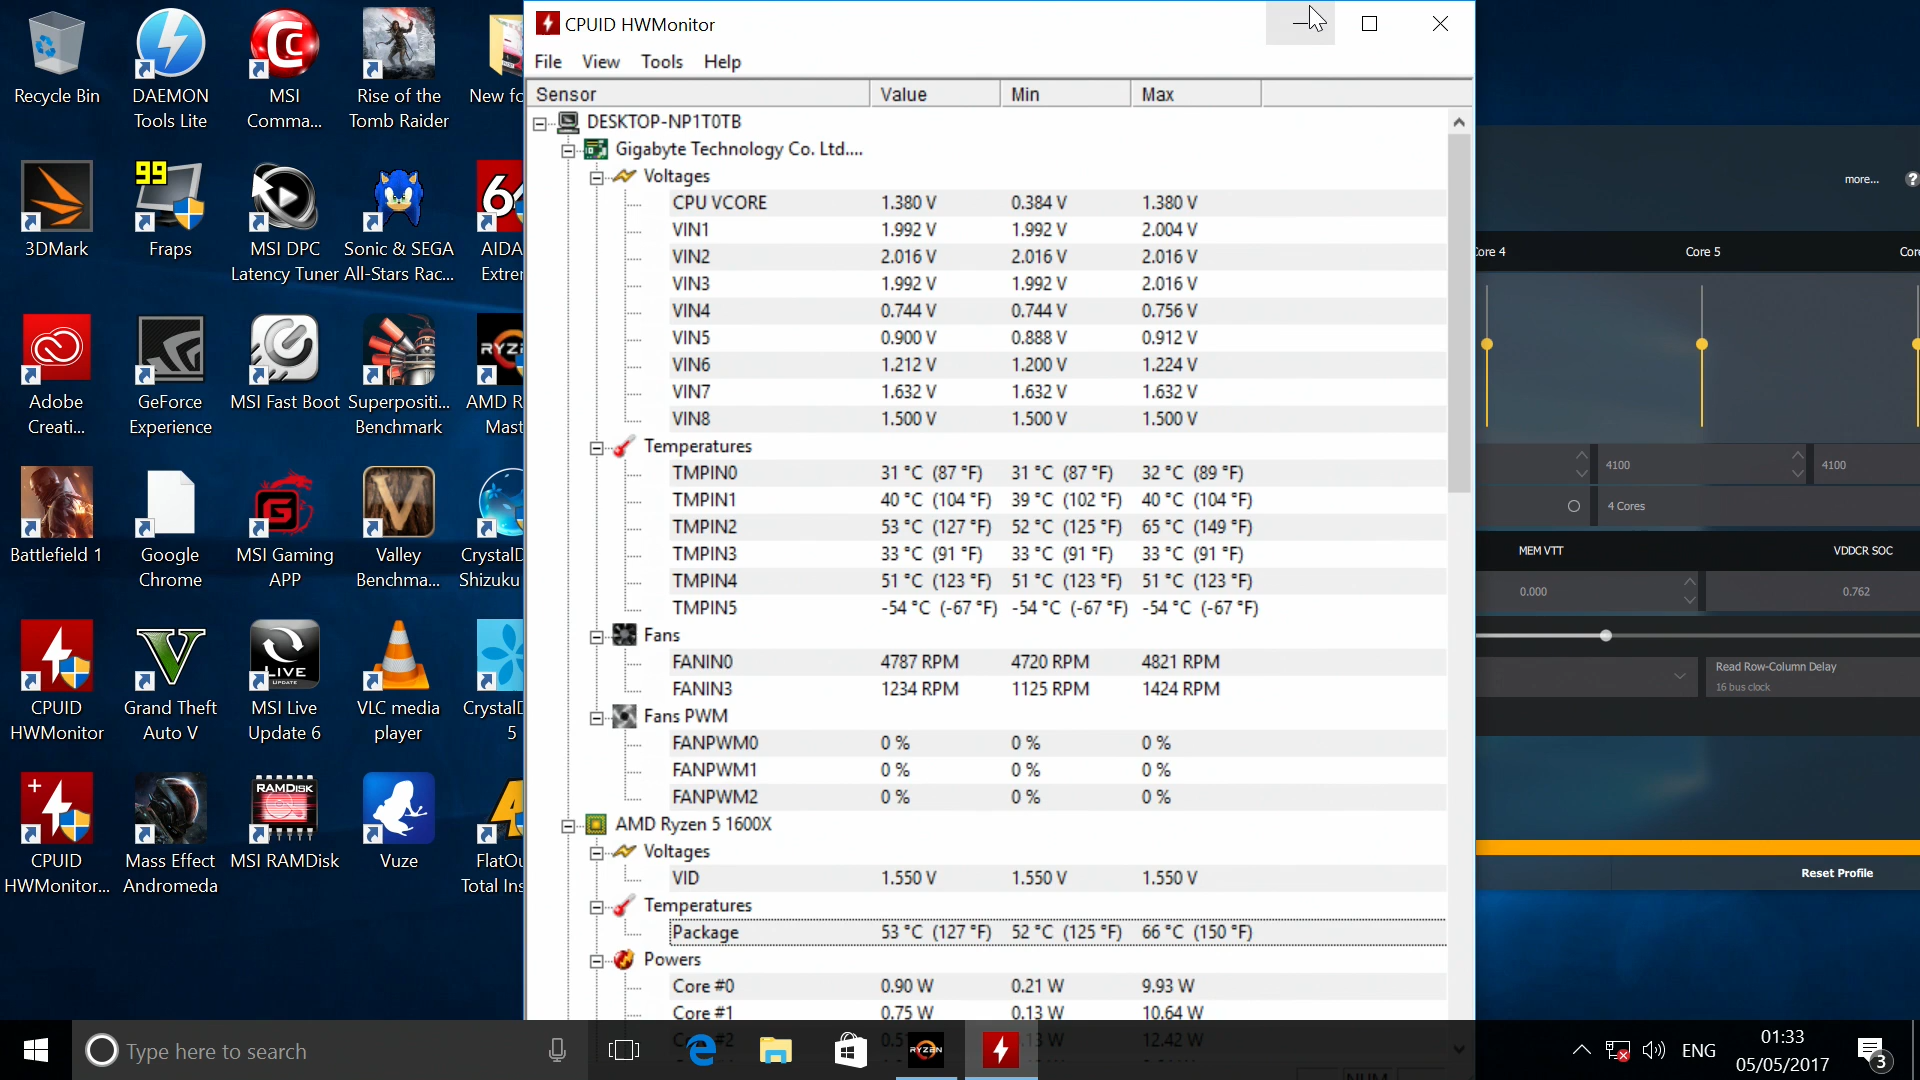 Recycle Bin
DAEMON
Tools Lite
MSI
Comma...
Rise of the
Tomb Raider
New fo
3DMark
99
Fraps
MSI DPC
Latency Tuner
Sonic & SEGA
All-Stars Rac...
64
AIDA
Extrer
Adobe
Creati...
GeForce
Experience
MSI Fast Boot
Superpositi...
Benchmark
RYZE
AMD R
Mast
Battlefield 1
Google
Chrome
MSI Gaming
APP
Valley
Benchma...
CrystalD
Shizuku
CPUID
HWMonitor
V
Grand Theft
Auto V
LIVE
UPDATE
MSI Live
Update 6
VLC media
player
CrystalD
5
CPUID
HWMonitor...
Mass Effect
Andromeda
RAMDISK
MSI RAMDisk
Vuze
FlatOu
Total Ins
CPUID HWMonitor
File View Tools Help
Sensor Value Min Max
DESKTOP-NP1T0TB
Gigabyte Technology Co. Ltd....
Voltages
CPU VCORE 1.380 V 0.384 V 1.380 V
VIN1 1.992 V 1.992 V 2.004 V
VIN2 2.016 V 2.016 V 2.016 V
VIN3 1.992 V 1.992 V 2.016 V
VIN4 0.744 V 0.744 V 0.756 V
VIN5 0.900 V 0.888 V 0.912 V
VIN6 1.212 V 1.200 V 1.224 V
VIN7 1.632 V 1.632 V 1.632 V
VIN8 1.500 V 1.500 V 1.500 V
Temperatures
TMPIN0 31 °C (87 °F) 31 °C (87 °F) 32 °C (89 °F)
TMPIN1 40 °C (104 °F) 39 °C (102 °F) 40 °C (104 °F)
TMPIN2 53 °C (127 °F) 52 °C (125 °F) 65 °C (149 °F)
TMPIN3 33 °C (91 °F) 33 °C (91 °F) 33 °C (91 °F)
TMPIN4 51 °C (123 °F) 51 °C (123 °F) 51 °C (123 °F)
TMPIN5 -54 °C (-67 °F) -54 °C (-67 °F) -54 °C (-67 °F)
Fans
FANIN0 4787 RPM 4720 RPM 4821 RPM
FANIN3 1234 RPM 1125 RPM 1424 RPM
Fans PWM
FANPWM0 0 % 0 % 0 %
FANPWM1 0 % 0 % 0 %
FANPWM2 0 % 0 % 0 %
AMD Ryzen 5 1600X
Voltages
VID 1.550 V 1.550 V 1.550 V
Temperatures
Package 53 °C (127 °F) 52 °C (125 °F) 66 °C (150 °F)
Powers
Core #0 0.90 W 0.21 W 9.93 W
Core #1 0.75 W 0.13 W 10.64 W
more... ?
Core 4 Core 5 Core
4100 4100
4 Cores
MEM VTT VDDCR SOC
0.000 0.762
Read Row-Column Delay
16 bus clock
Reset Profile
Type here to search
RYZEN
ENG
01:33
05/05/2017
3